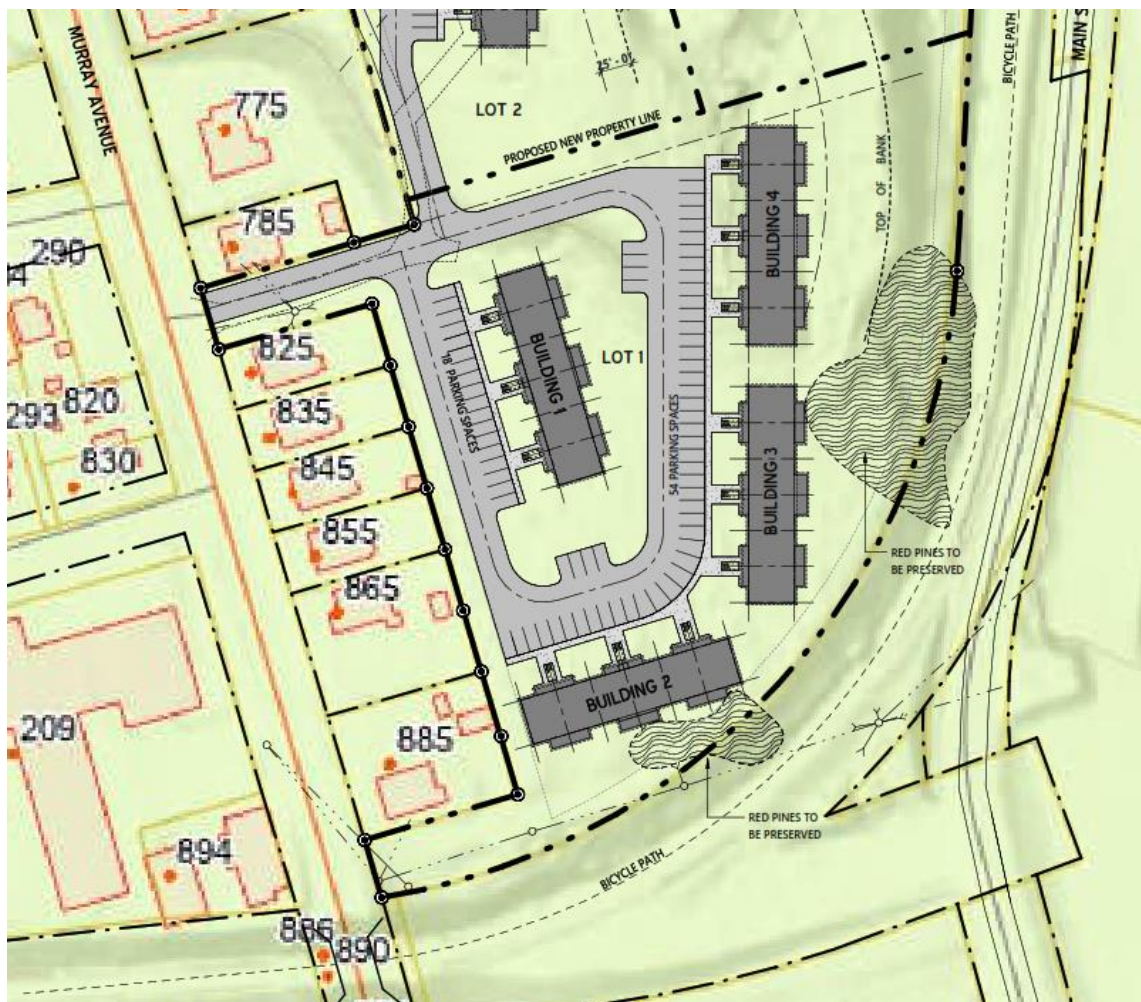 MURRAY AVENUE
775
LOT 2
25' - 0"
PROPOSED NEW PROPERTY LINE
BICYCLE PATH
MAIN S
TOP OF BANK
785
290
BUILDING 4
BUILDING 1
LOT 1
18' PARKING SPACES
54 PARKING SPACES
825
820
293
835
830
845
BUILDING 3
855
RED PINES TO
BE PRESERVED
865
BUILDING 2
885
209
RED PINES TO
BE PRESERVED
894
BICYCLE PATH
886
890